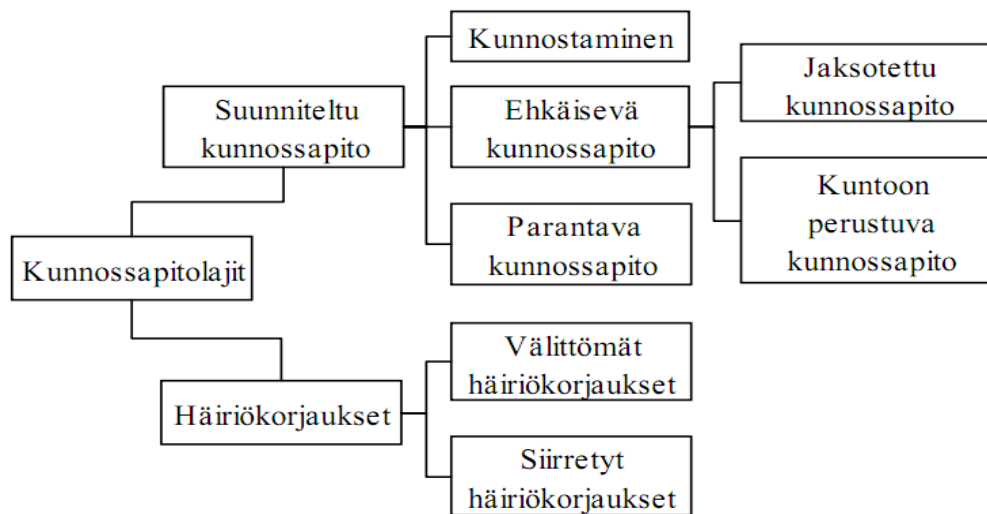 Kunnostaminen
Suunniteltu
kunnossapito
Ehkäisevä
kunnossapito
Jaksotettu
kunnossapito
Kuntoon
perustuva
kunnossapito
Parantava
kunnossapito
Kunnossapitolajit
Häiriökorjaukset
Välittömät
häiriökorjaukset
Siirretyt
häiriökorjaukset